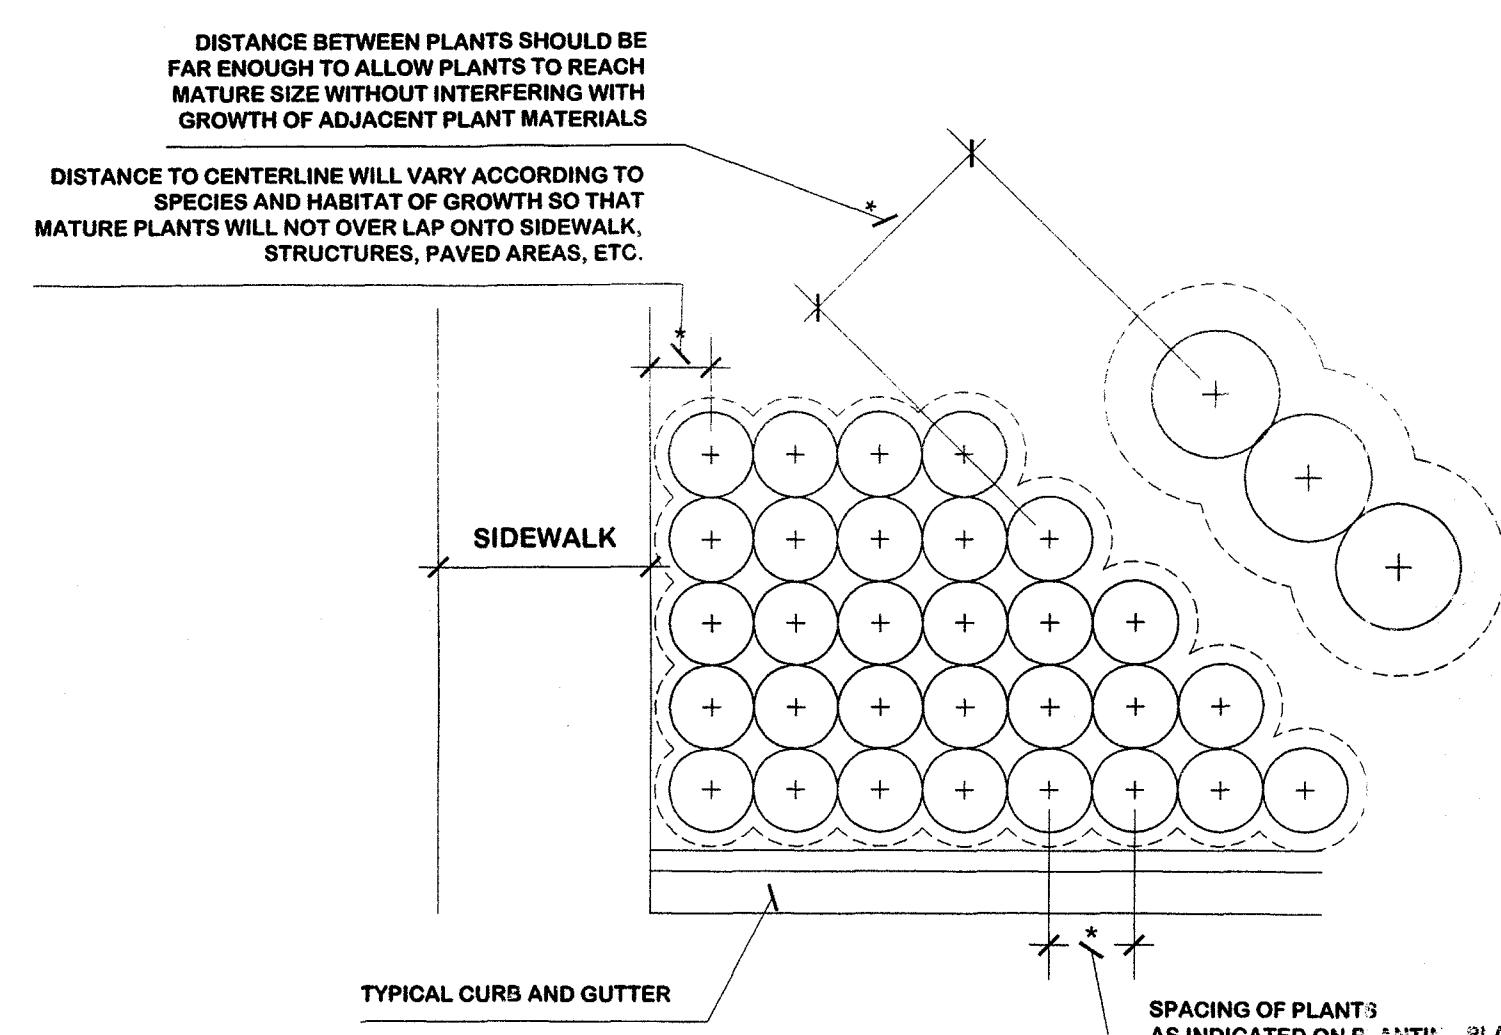 DISTANCE BETWEEN PLANTS SHOULD BE
FAR ENOUGH TO ALLOW PLANTS TO REACH
MATURE SIZE WITHOUT INTERFERING WITH
GROWTH OF ADJACENT PLANT MATERIALS
DISTANCE TO CENTERLINE WILL VARY ACCORDING TO
SPECIES AND HABITAT OF GROWTH SO THAT
MATURE PLANTS WILL NOT OVER LAP ONTO SIDEWALK,
STRUCTURES, PAVED AREAS, ETC.
*
*
SIDEWALK
*
TYPICAL CURB AND GUTTER
SPACING OF PLANTS
AS INDICATED ON